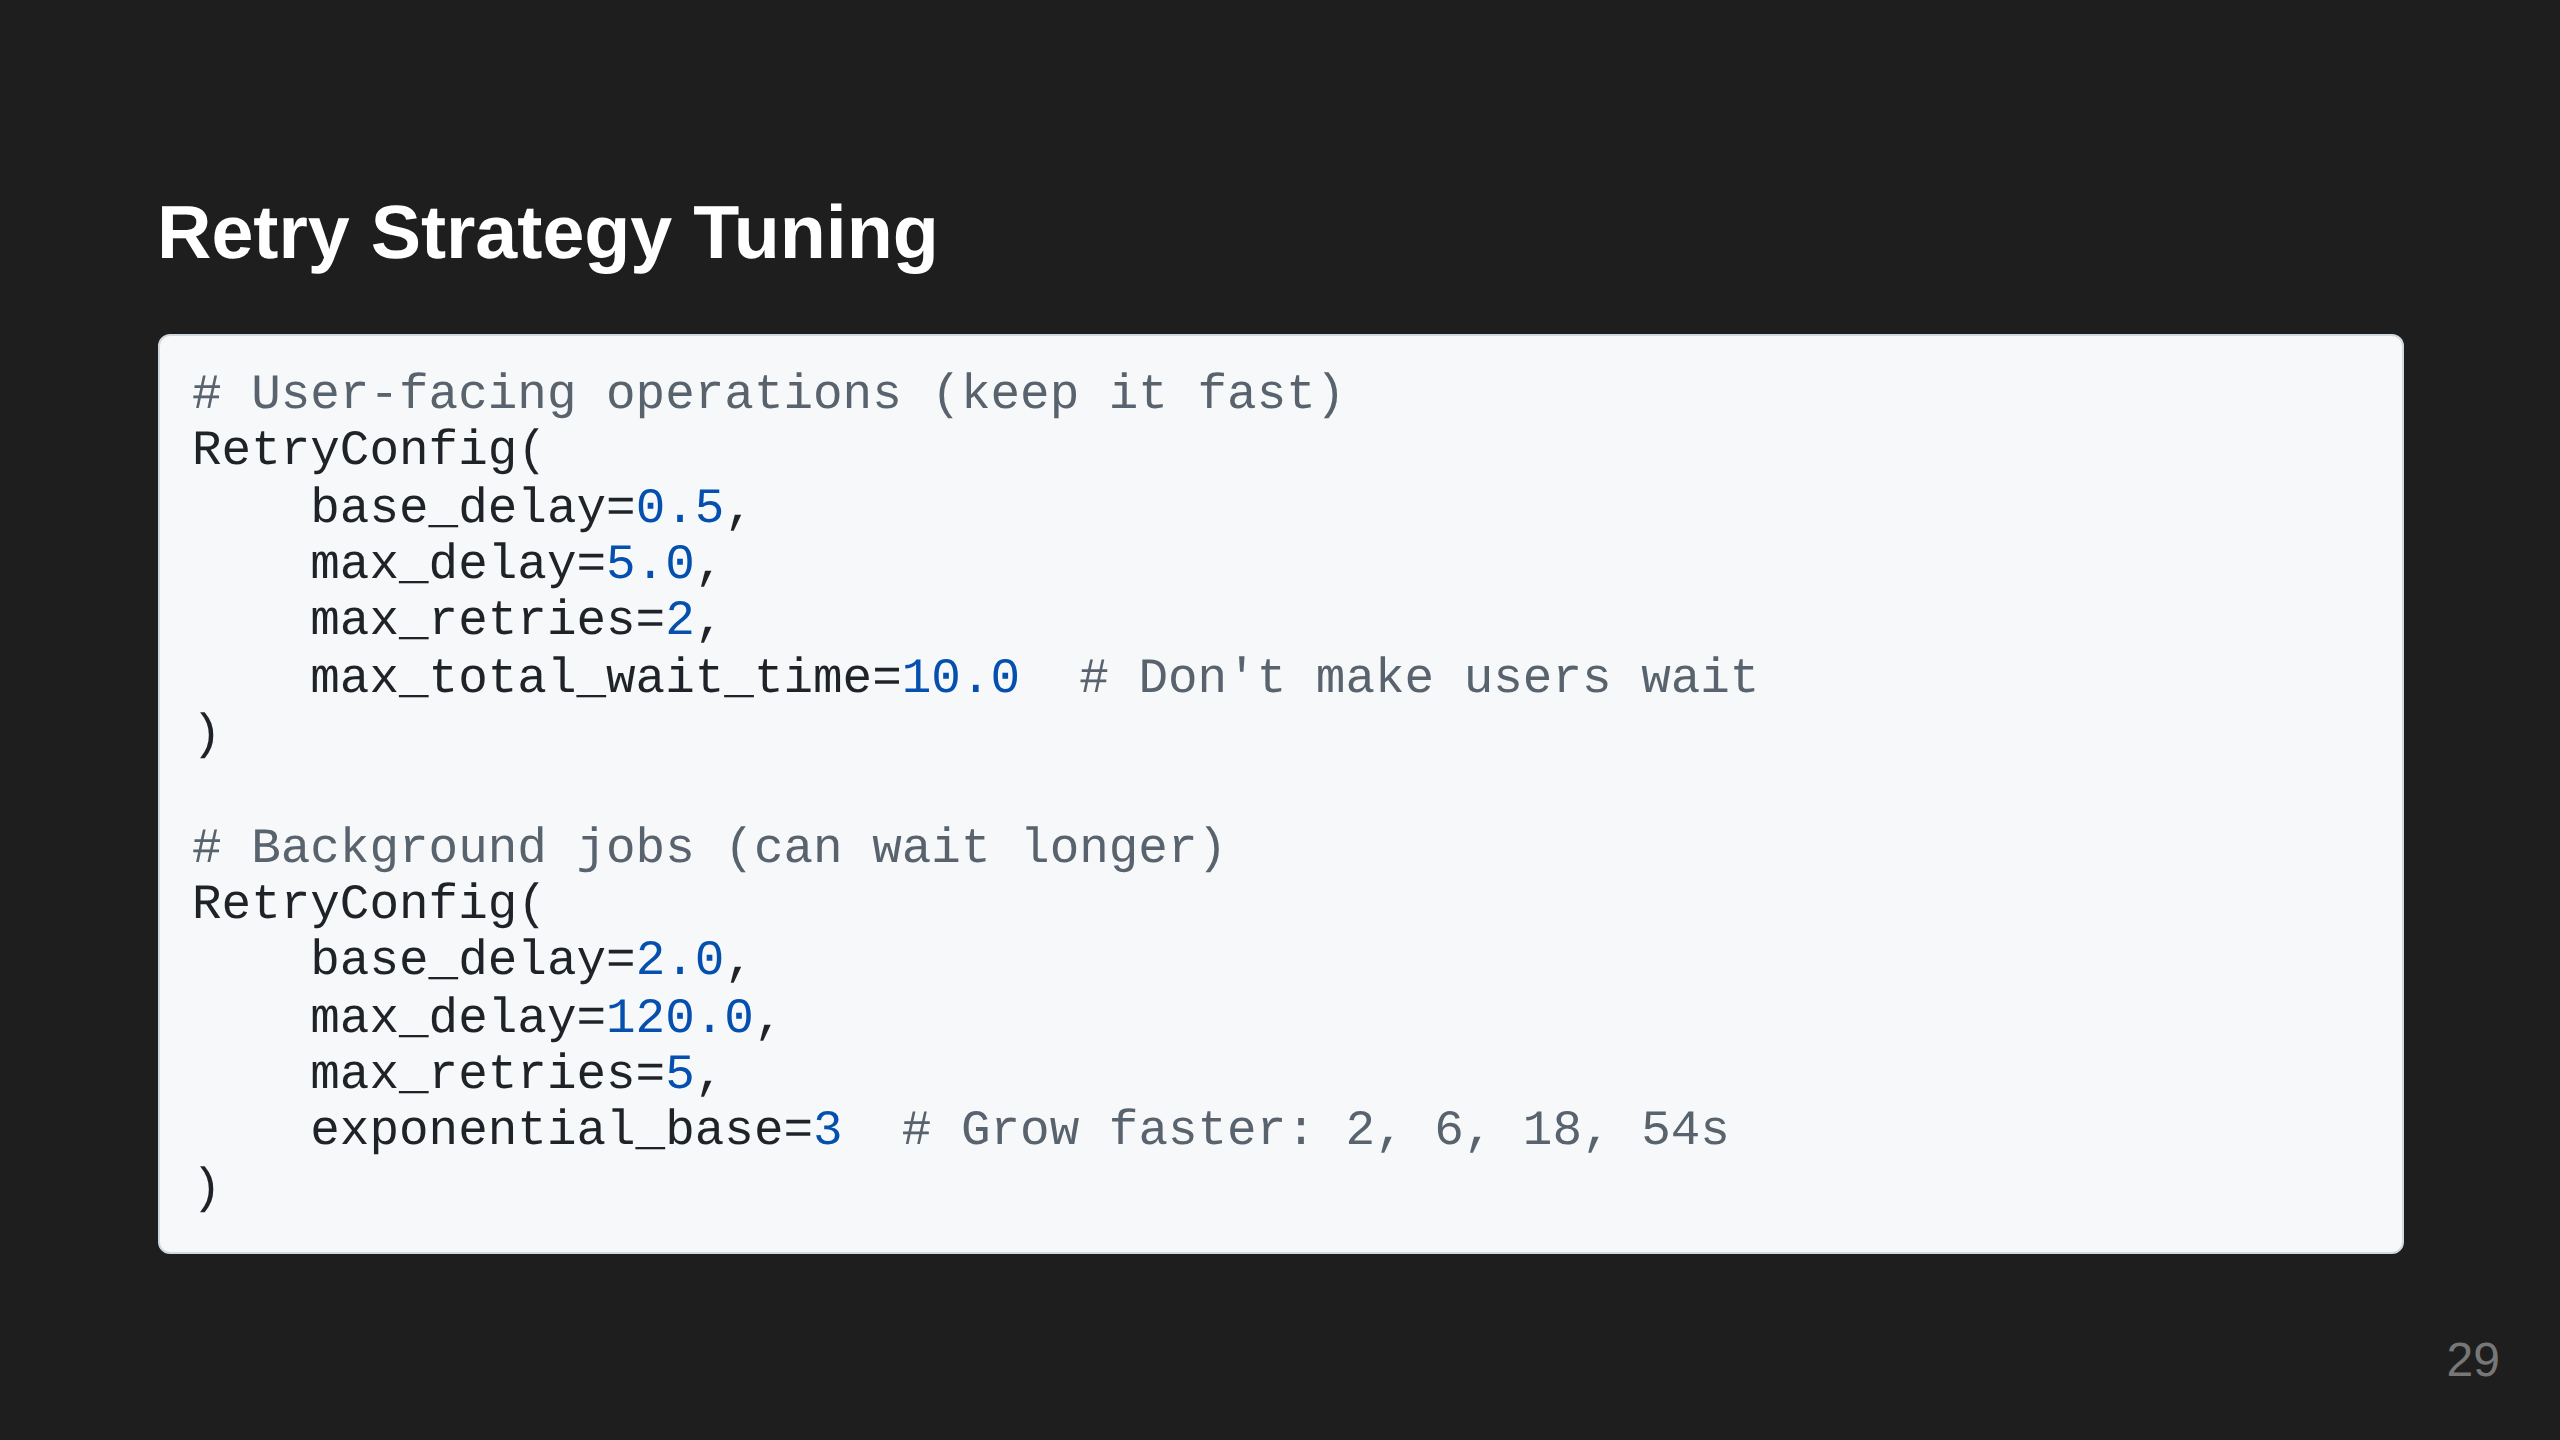 Retry Strategy Tuning
# User-facing operations (keep it fast)
RetryConfig(
    base_delay=0.5,
    max_delay=5.0,
    max_retries=2,
    max_total_wait_time=10.0  # Don't make users wait
)

# Background jobs (can wait longer)
RetryConfig(
    base_delay=2.0,
    max_delay=120.0,
    max_retries=5,
    exponential_base=3  # Grow faster: 2, 6, 18, 54s
)
29